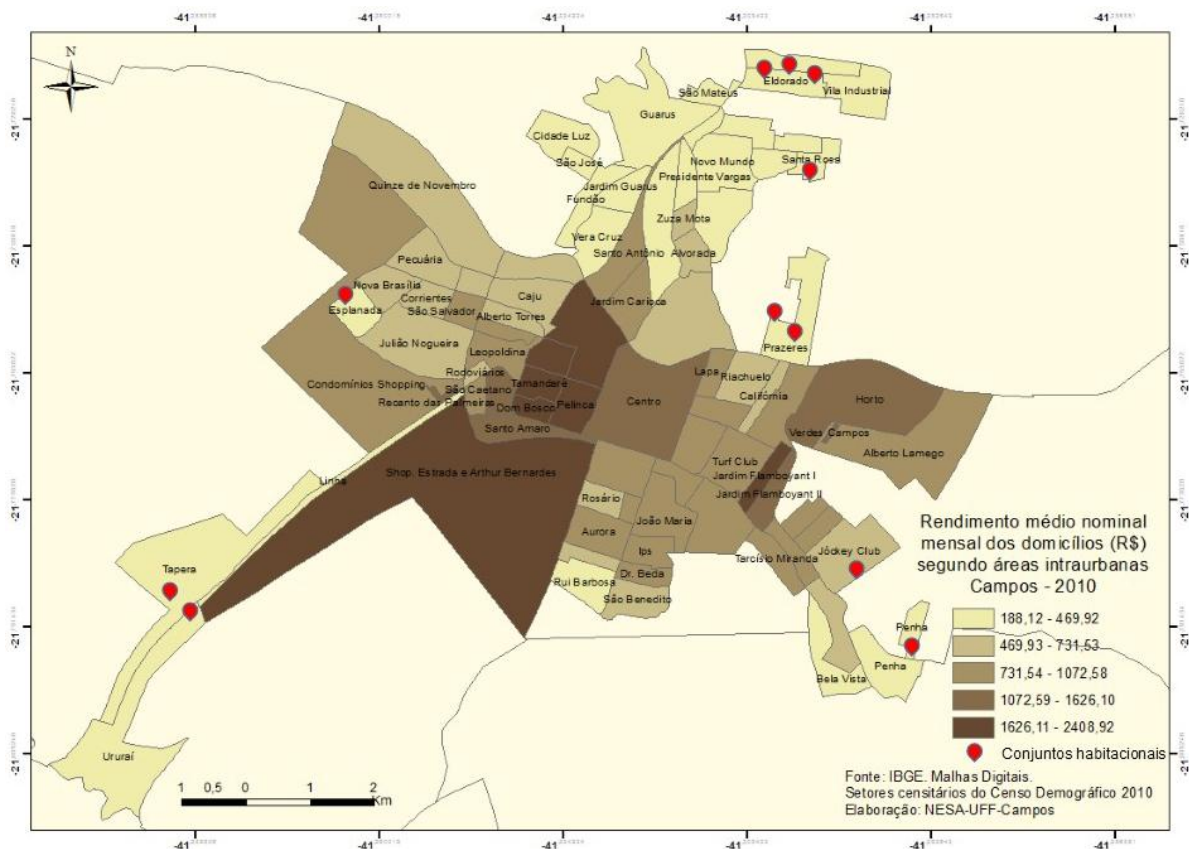 N
Eldorado
São Mateus
Vila Industrial
Guarus
Cidade Luz
São José
Novo Mundo
Santa Rosa
Presidente Vargas
Quinze de Novembro
Jardim Guarus
Fundão
Zuza Mota
Vera Cruz
Santo Antônio
Alvorada
Pecuária
Nova Brasília
Corrientes
Caju
Jardim Carioca
Esplanada
São Salvador
Alberto Torres
Prazeres
Julião Nogueira
Leopoldina
Rodoviários
Lapa
Riachuelo
Condomínios Shopping
São Caetano
Tamandaré
Califórnia
Recanto das Palmeiras
Dom Bosco
Pelinca
Centro
Horto
Santo Amaro
Verdes Campos
Alberto Lamego
Shop. Estrada e Arthur Bernardes
Turf Club
Jardim Flamboyant I
Linha
Rosário
Jardim Flamboyant II
João Maria
Aurora
Ips
Tarcísio Miranda
Jóckey Club
Tapera
Rui Barbosa
Dr. Beda
São Benedito
Penha
Penha
Bela Vista
Ururaí
Rendimento médio nominal
mensal dos domicílios (R$)
segundo áreas intraurbanas
Campos - 2010
188,12 - 469,92
469,93 - 731,53
731,54 - 1072,58
1072,59 - 1626,10
1626,11 - 2408,92
Conjuntos habitacionais
1 0,5 0 1 2
Km
Fonte: IBGE. Malhas Digitais.
Setores censitários do Censo Demográfico 2010
Elaboração: NESA-UFF-Campos